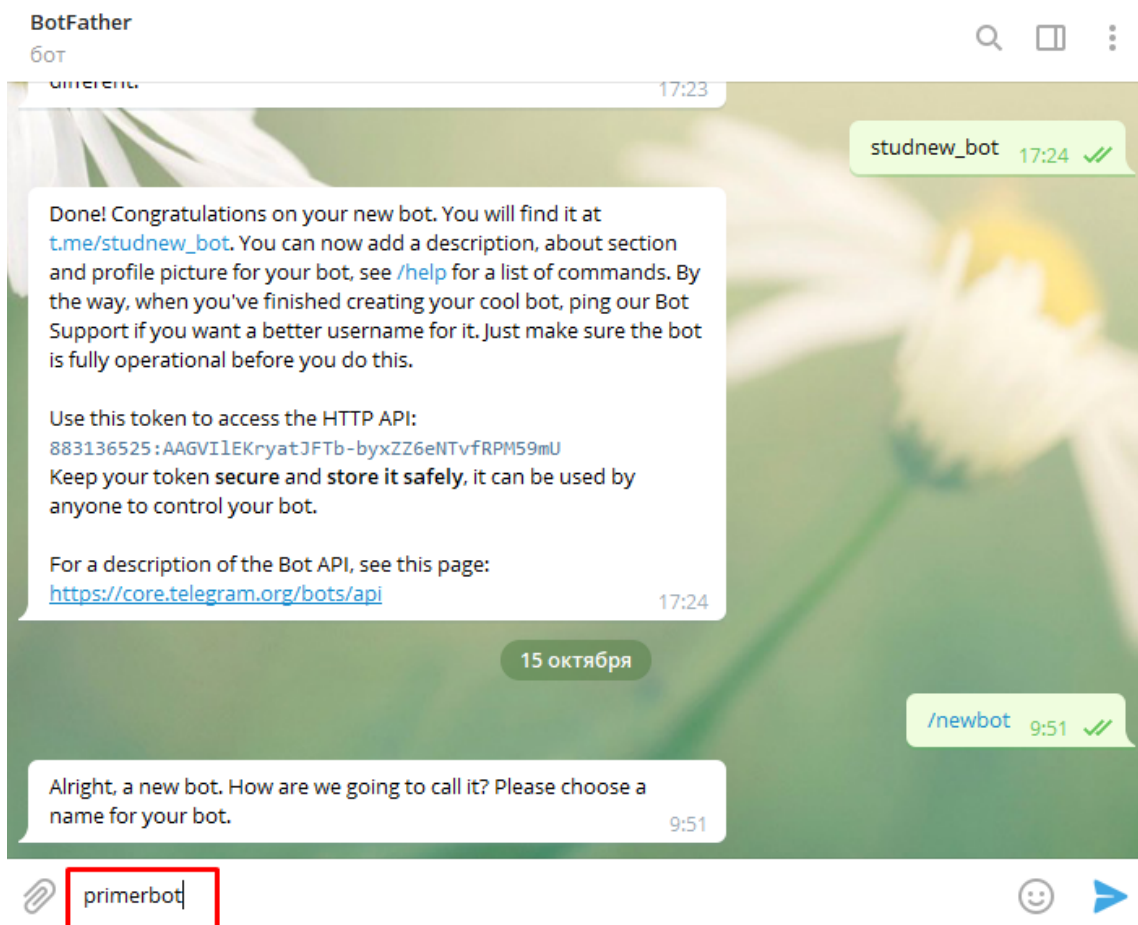 BotFather
бот
different.
17:23
studnew_bot 17:24
Done! Congratulations on your new bot. You will find it at
t.me/studnew_bot. You can now add a description, about section
and profile picture for your bot, see /help for a list of commands. By
the way, when you've finished creating your cool bot, ping our Bot
Support if you want a better username for it. Just make sure the bot
is fully operational before you do this.
Use this token to access the HTTP API:
883136525:AAGVIlEKryatJFTb-byxZZ6eNTvfRPM59mU
Keep your token secure and store it safely, it can be used by
anyone to control your bot.
For a description of the Bot API, see this page:
https://core.telegram.org/bots/api
17:24
15 октября
/newbot 9:51
Alright, a new bot. How are we going to call it? Please choose a
name for your bot.
9:51
primerbot